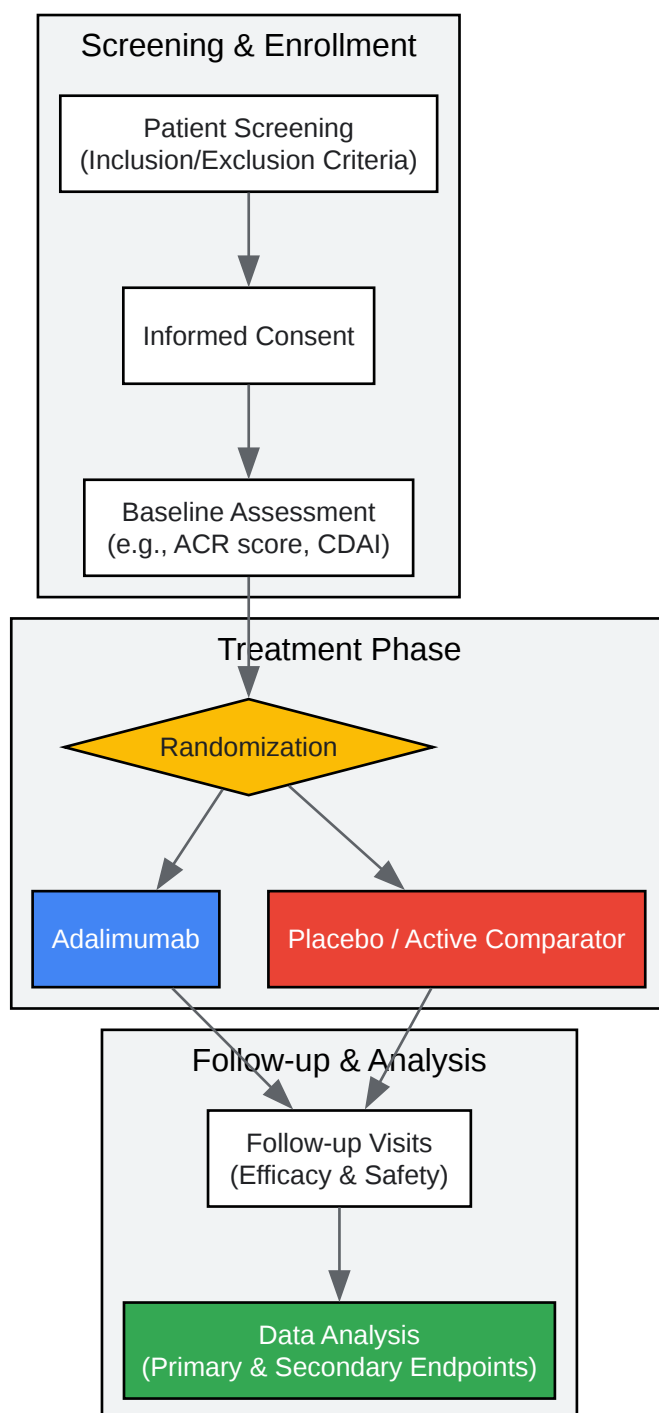 Screening & Enrollment
Patient Screening
(Inclusion/Exclusion Criteria)
Informed Consent
Baseline Assessment
(e.g., ACR score, CDAI)
Treatment Phase
Randomization
Adalimumab
Placebo / Active Comparator
Follow-up & Analysis
Follow-up Visits
(Efficacy & Safety)
Data Analysis
(Primary & Secondary Endpoints)